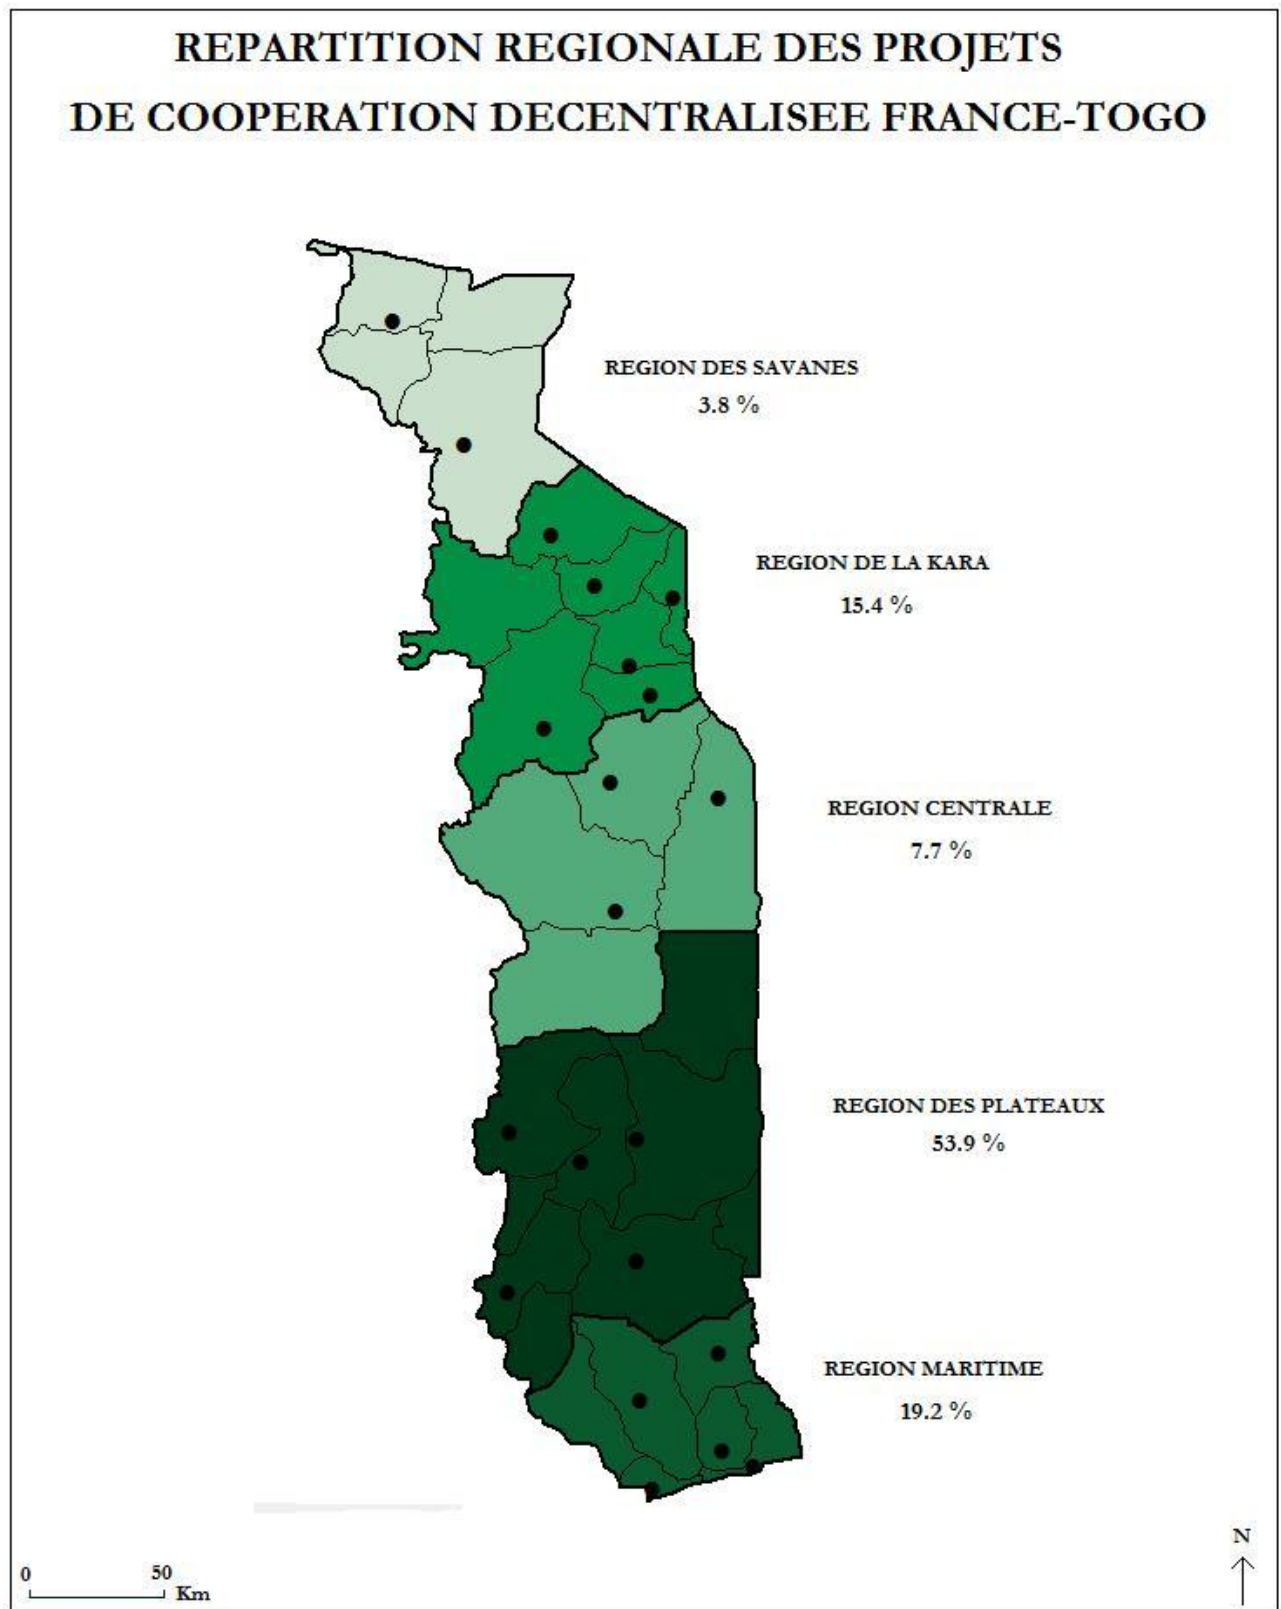 REPARTITION REGIONALE DES PROJETS
DE COOPERATION DECENTRALISEE FRANCE-TOGO
REGION DES SAVANES
3.8 %
REGION DE LA KARA
15.4 %
REGION CENTRALE
7.7 %
REGION DES PLATEAUX
53.9 %
REGION MARITIME
19.2 %
N
0 50
Km